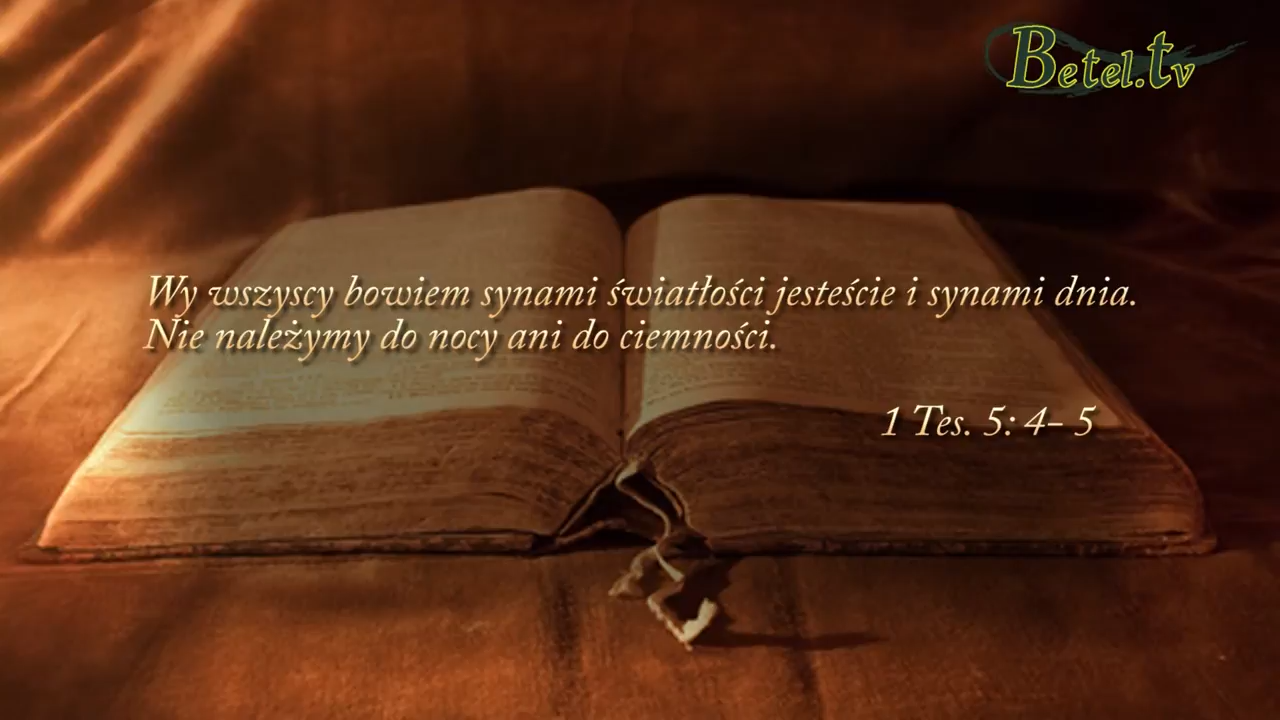 Betel.tv
Wy wszyscy bowiem synami światłości jesteście i synami dnia.
Nie należymy do nocy ani do ciemności.
1 Tes. 5: 4- 5